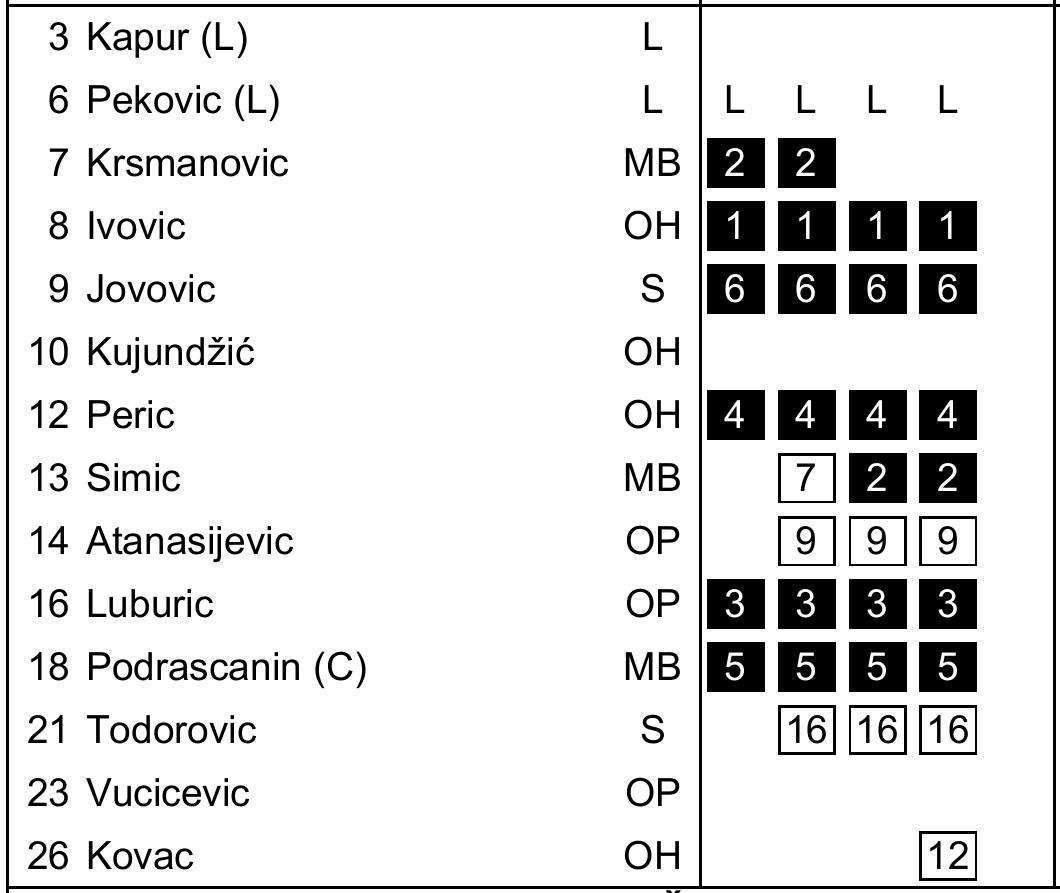 3 Kapur (L) L
6 Pekovic (L) L L L L L
7 Krsmanovic MB 2 2
8 Ivovic OH 1 1 1 1
9 Jovovic S 6 6 6 6
10 Kujundžić OH
12 Peric OH 4 4 4 4
13 Simic MB 7 2 2
14 Atanasijevic OP 9 9 9
16 Luburic OP 3 3 3 3
18 Podrascanin (C) MB 5 5 5 5
21 Todorovic S 16 16 16
23 Vucicevic OP
26 Kovac OH 12